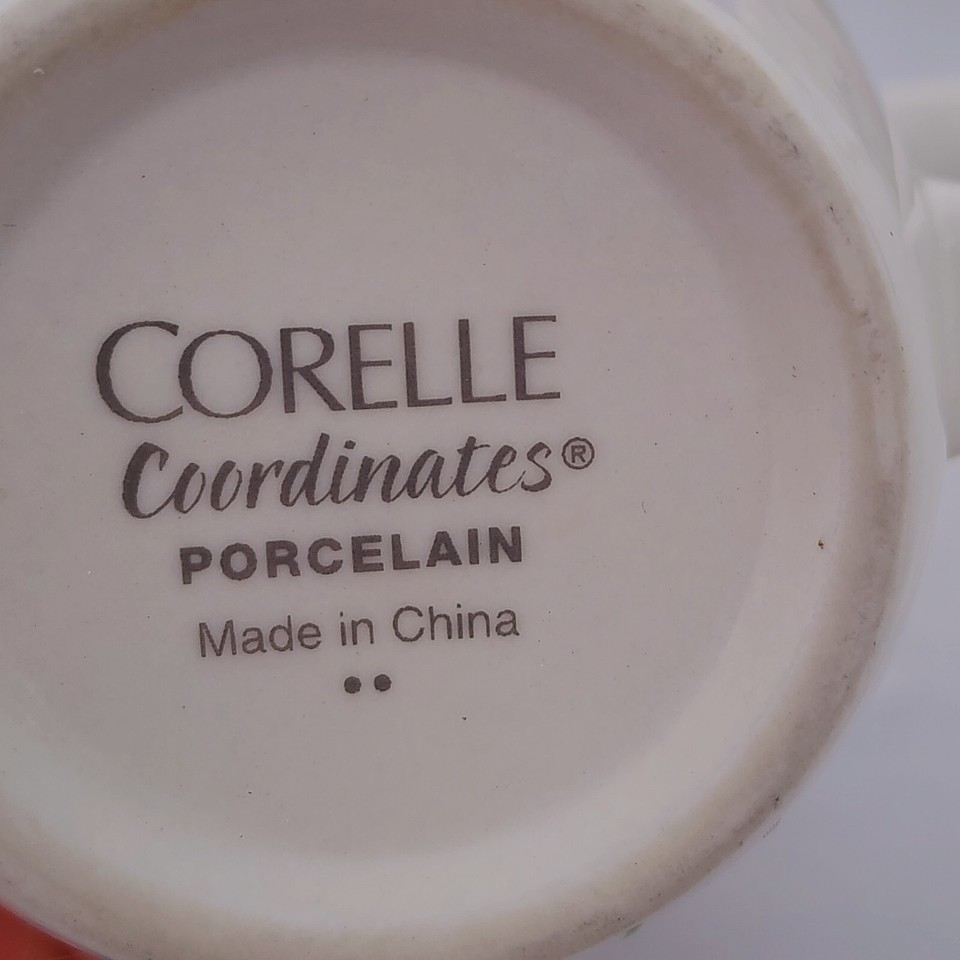 CORELLE
Coordinates®
PORCELAIN
Made in China
••